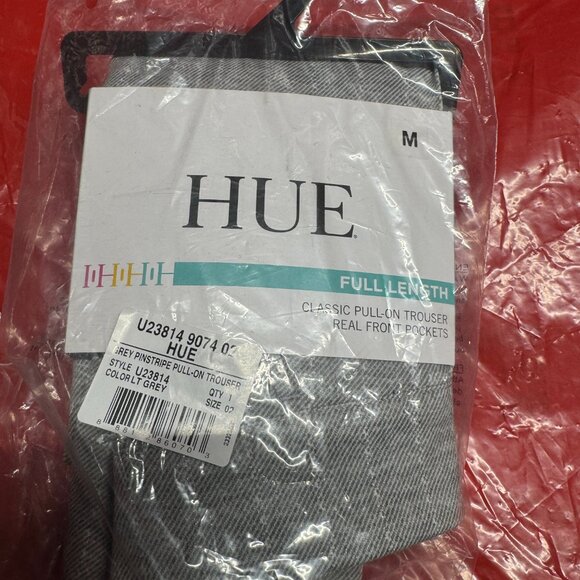 M
HUE
FULL LENGTH
CLASSIC PULL-ON TROUSER
REAL FRONT POCKETS
U23814 9074 02
HUE
GREY PINSTRIPE PULL-ON TROUSER
STYLE U23814
QTY 1
COLOR LT GREY
SIZE 02